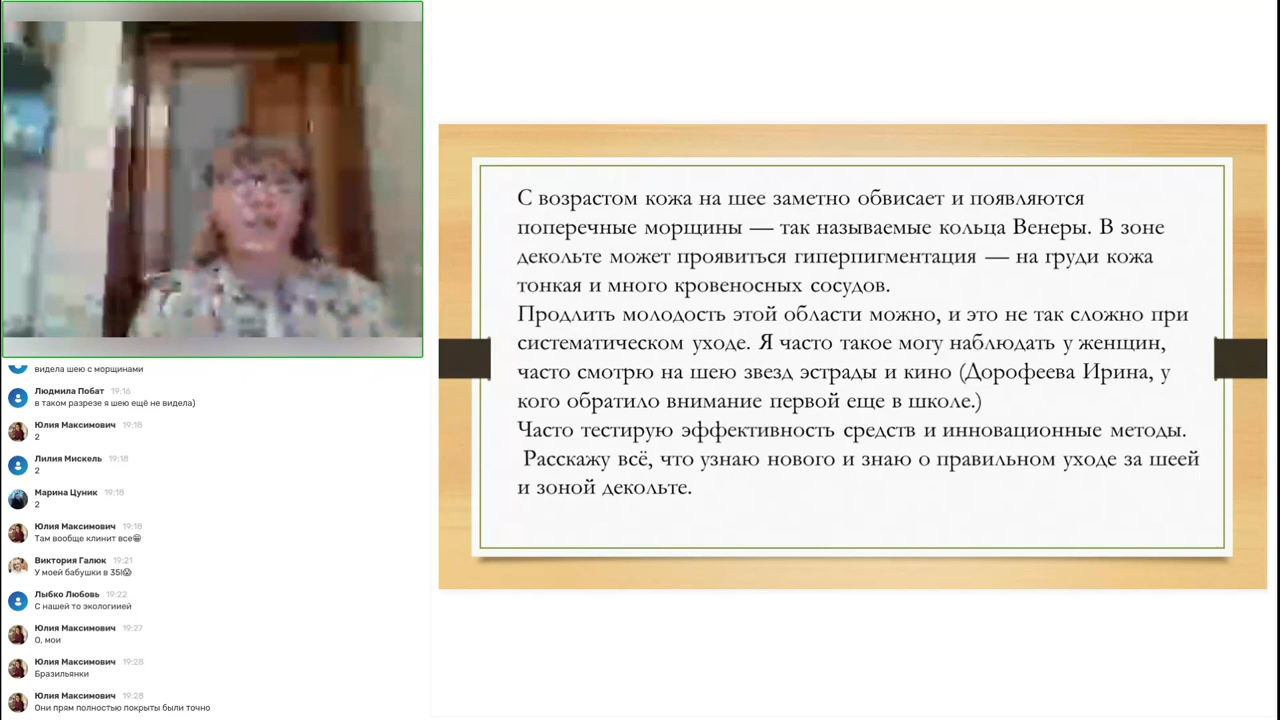 видела шею с морщинами
Людмила Побат 19:16
в таком разрезе я шею ещё не видела)
Юлия Максимович 19:18
2
Лилия Мискель 19:18
2
Марина Цуник 19:18
2
Юлия Максимович 19:18
Там вообще клинит все😁
Виктория Галюк 19:21
У моей бабушки в 35!😱
Лыбко Любовь 19:22
С нашей то экологиией
Юлия Максимович 19:27
О, мои
Юлия Максимович 19:28
Бразильянки
Юлия Максимович 19:28
Они прям полностью покрыты были точно
С возрастом кожа на шее заметно обвисает и появляются
поперечные морщины — так называемые кольца Венеры. В зоне
декольте может проявиться гиперпигментация — на груди кожа
тонкая и много кровеносных сосудов.
Продлить молодость этой области можно, и это не так сложно при
систематическом уходе. Я часто такое могу наблюдать у женщин,
часто смотрю на шею звезд эстрады и кино (Дорофеева Ирина, у
кого обратило внимание первой еще в школе.)
Часто тестирую эффективность средств и инновационные методы.
Расскажу всё, что узнаю нового и знаю о правильном уходе за шеей
и зоной декольте.